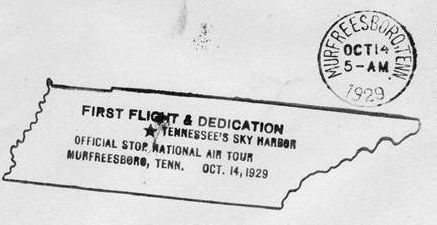 MURFREESBORO, TENN.
OCT 14
5-AM
1929
FIRST FLIGHT & DEDICATION
TENNESSEE'S SKY HARBOR
OFFICIAL STOP, NATIONAL AIR TOUR
MURFREESBORO, TENN. OCT. 14, 1929